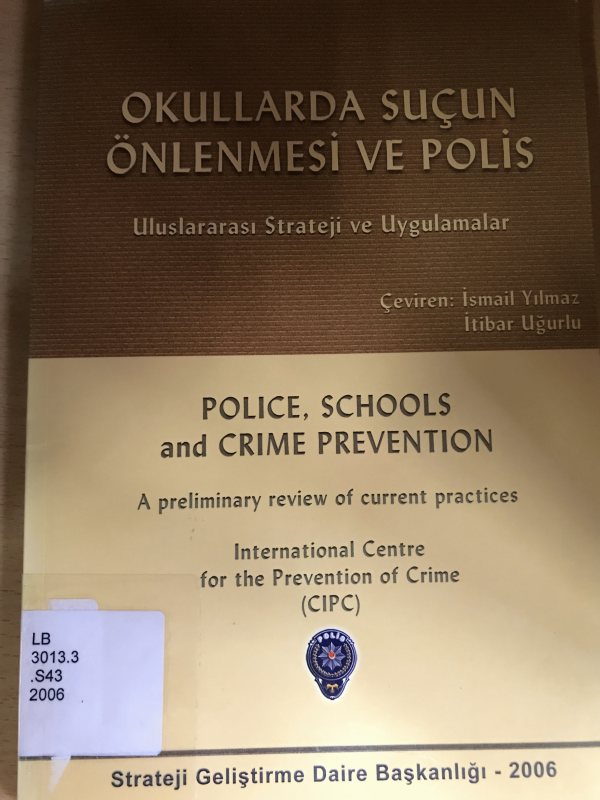 OKULLARDA SUÇUN
ÖNLENMESİ VE POLİS
Uluslararası Strateji ve Uygulamalar
Çeviren: İsmail Yılmaz
İtibar Uğurlu
POLICE, SCHOOLS
and CRIME PREVENTION
A preliminary review of current practices
International Centre
for the Prevention of Crime
(CIPC)
POLİS
LB
3013.3
.S43
2006
Strateji Geliştirme Daire Başkanlığı - 2006